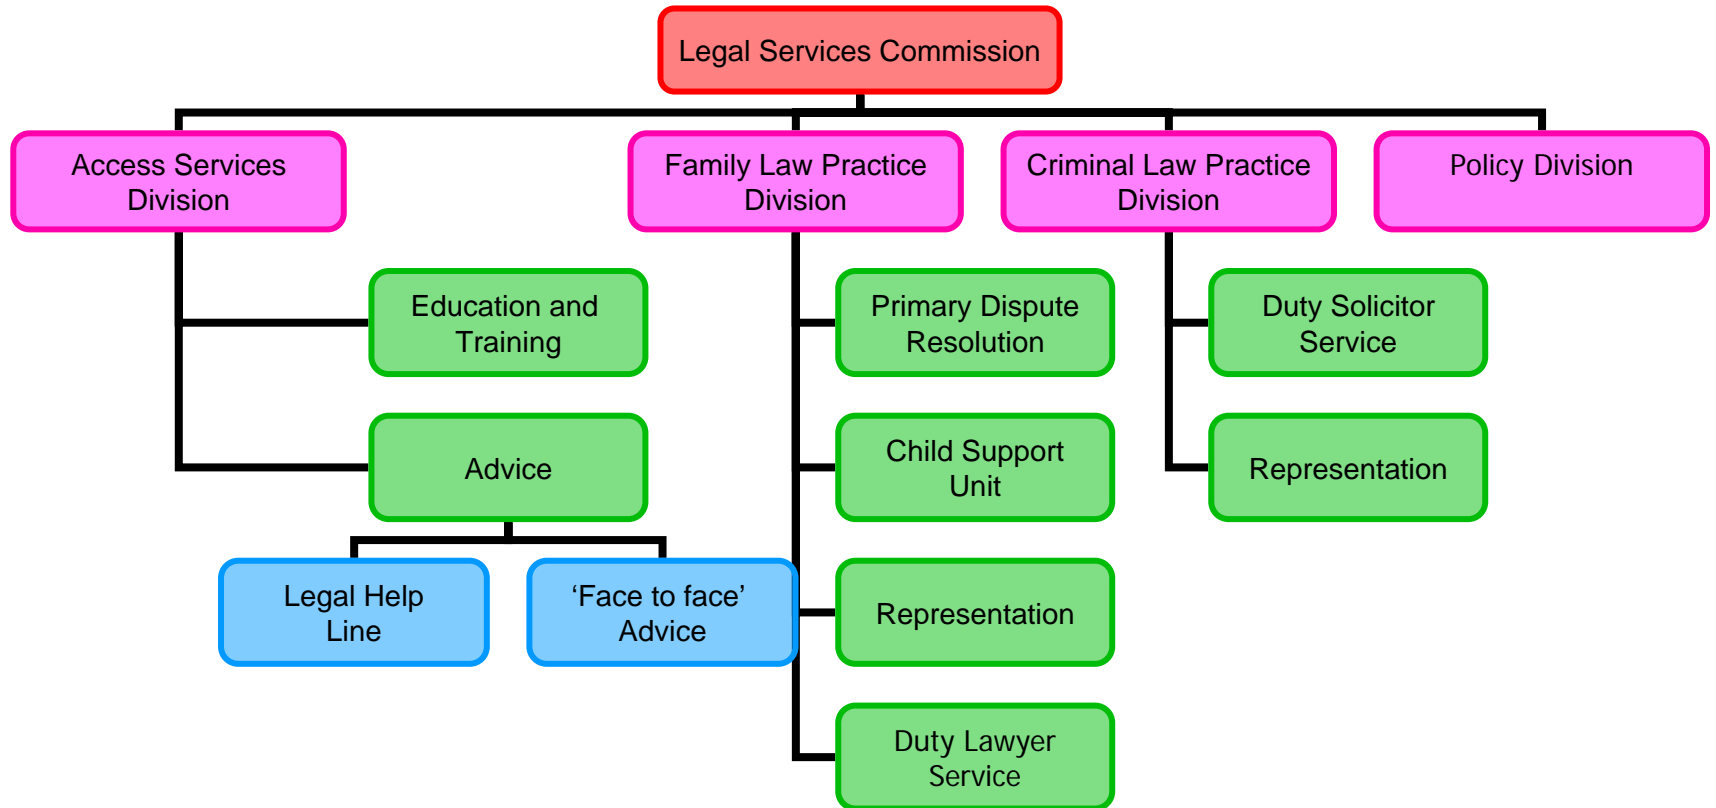 Legal Services Commission
Access Services
Division
Family Law Practice
Division
Criminal Law Practice
Division
Policy Division
Education and
Training
Primary Dispute
Resolution
Duty Solicitor
Service
Advice
Child Support
Unit
Representation
Legal Help
Line
‘Face to face’
Advice
Representation
Duty Lawyer
Service